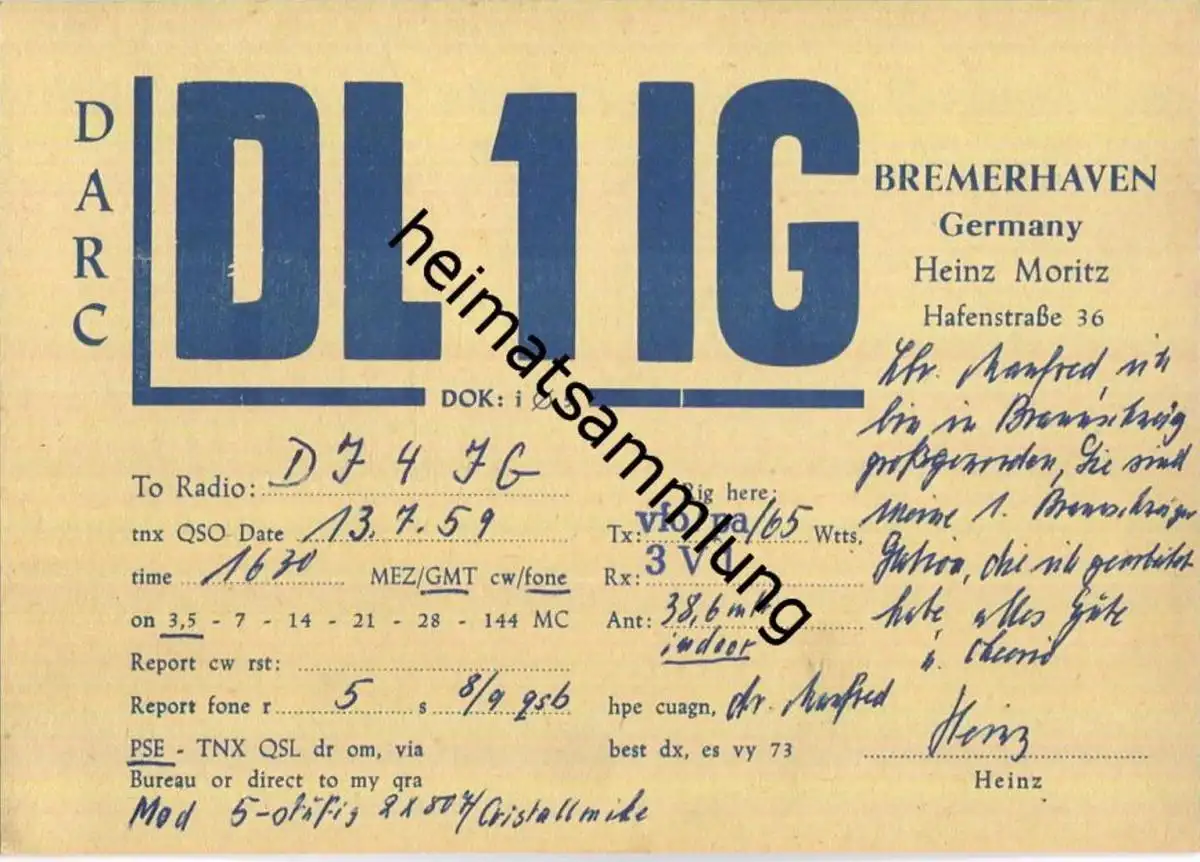 DARC
DL1IG
BREMERHAVEN
Germany
Heinz Moritz
Hafenstraße 36
DOK: i Ø
heimatsammlung
Lbr. Manfred, ich
bin in Braunschweig
großgeworden, Sie sind
meine 1. Braunschweiger
Station, die ich gearbeitet
habe, alles Gute
u. Cheerio
Heinz
Heinz
To Radio: DJ4JG
tnx QSO Date 13.7.59
time 1630 MEZ/GMT cw/fone
on 3,5 - 7 - 14 - 21 - 28 - 144 MC
Report cw rst:
Report fone r 5 s 8/9 qsb
PSE - TNX QSL dr om, via
Bureau or direct to my qra
Mod 5-stufig 2x807/Cristallmike
Rig here:
Tx: vfo pa/65 Wtts.
Rx: 3 V
Ant: 38,6 m
indoor
hpe cuagn, dr. Manfred
best dx, es vy 73